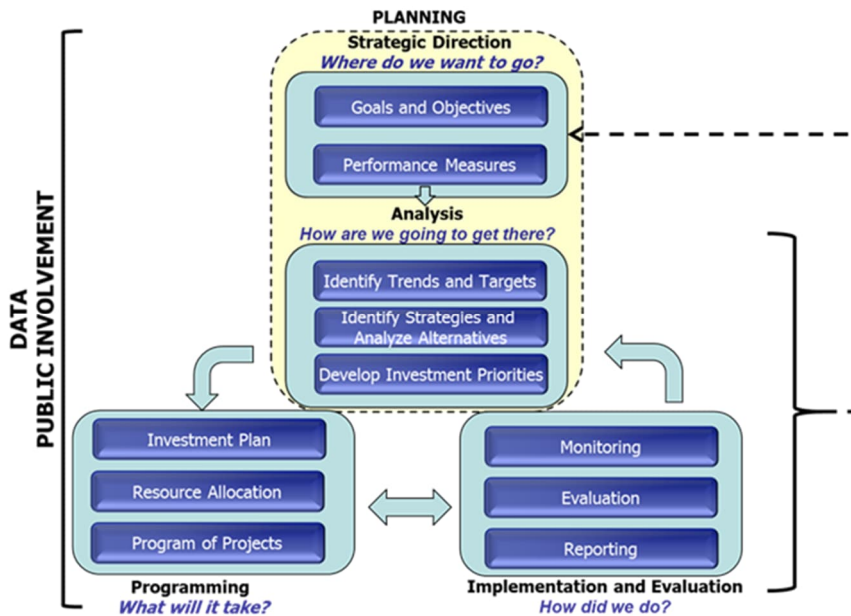 PLANNING
Strategic Direction
Where do we want to go?
Goals and Objectives
Performance Measures
Analysis
How are we going to get there?
Identify Trends and Targets
Identify Strategies and
Analyze Alternatives
Develop Investment Priorities
DATA
PUBLIC INVOLVEMENT
Investment Plan
Resource Allocation
Program of Projects
Programming
What will it take?
Monitoring
Evaluation
Reporting
Implementation and Evaluation
How did we do?